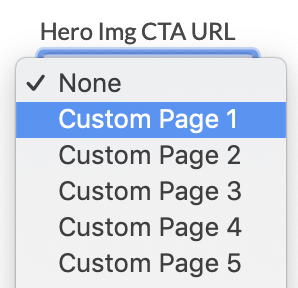 Hero Img CTA URL
✓ None
Custom Page 1
Custom Page 2
Custom Page 3
Custom Page 4
Custom Page 5